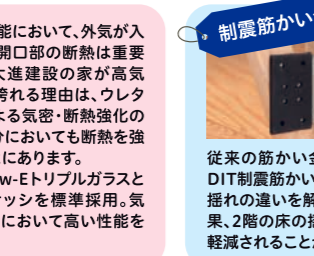 能において、外気が入
開口部の断熱は重要
大進建設の家が高気
誇れる理由は、ウレタ
よる気密・断熱強化の
分においても断熱を強
にあります。
w-Eトリプルガラスと
ッシを標準採用。気
において高い性能を
制震筋かい
従来の筋かい金
DIT制震筋かい
揺れの違いを解
果、2階の床の揺
軽減されることが